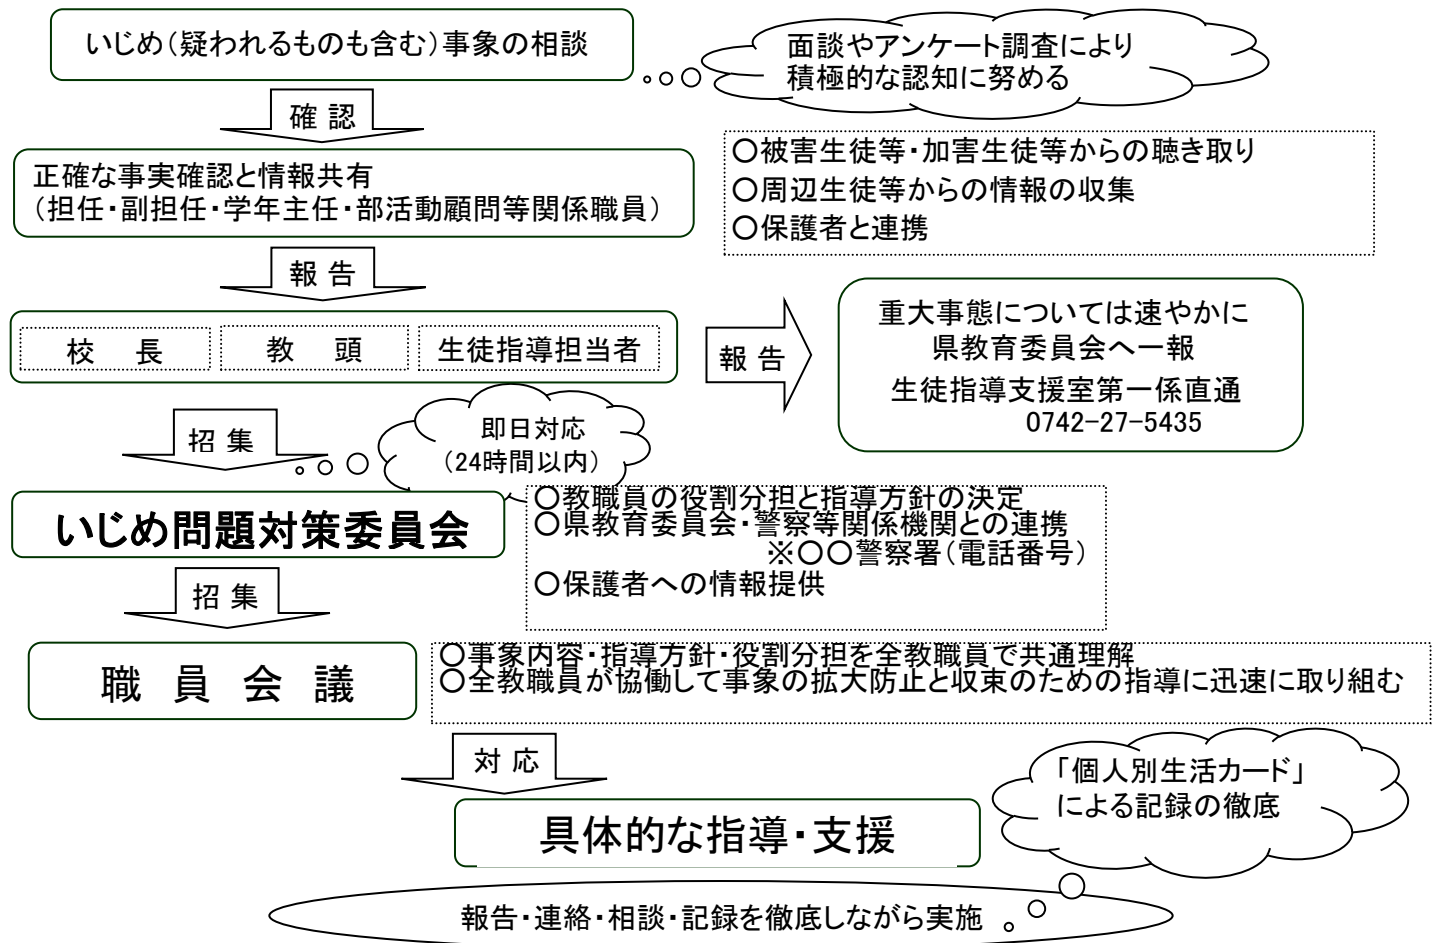 いじめ（疑われるものも含む）事象の相談
面談やアンケート調査により
積極的な認知に努める
確 認
正確な事実確認と情報共有
（担任・副担任・学年主任・部活動顧問等関係職員）
○被害生徒等・加害生徒等からの聴き取り
○周辺生徒等からの情報の収集
○保護者と連携
報 告
校　長
教　頭
生徒指導担当者
報 告
重大事態については速やかに
県教育委員会へ一報
生徒指導支援室第一係直通
0742-27-5435
招 集
即日対応
（24時間以内）
いじめ問題対策委員会
○教職員の役割分担と指導方針の決定
○県教育委員会・警察等関係機関との連携
※○○警察署（電話番号）
○保護者への情報提供
招 集
職　員　会　議
○事象内容・指導方針・役割分担を全教職員で共通理解
○全教職員が協働して事象の拡大防止と収束のための指導に迅速に取り組む
対 応
具体的な指導・支援
「個人別生活カード」
による記録の徹底
報告・連絡・相談・記録を徹底しながら実施